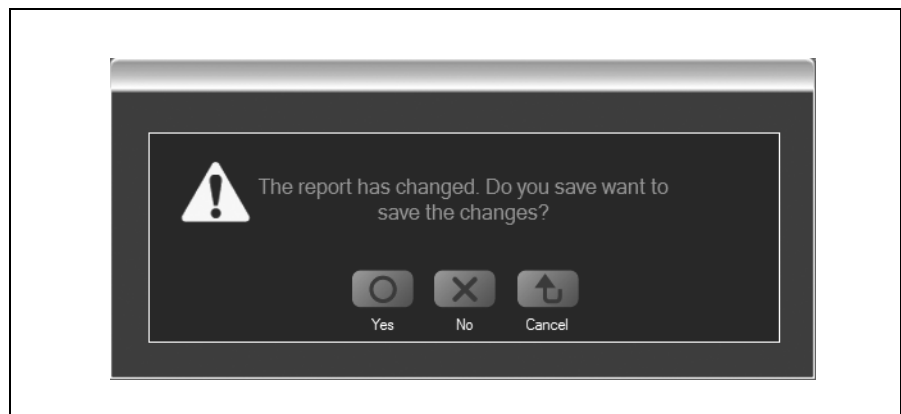 The report has changed. Do you save want to
save the changes?
Yes No Cancel